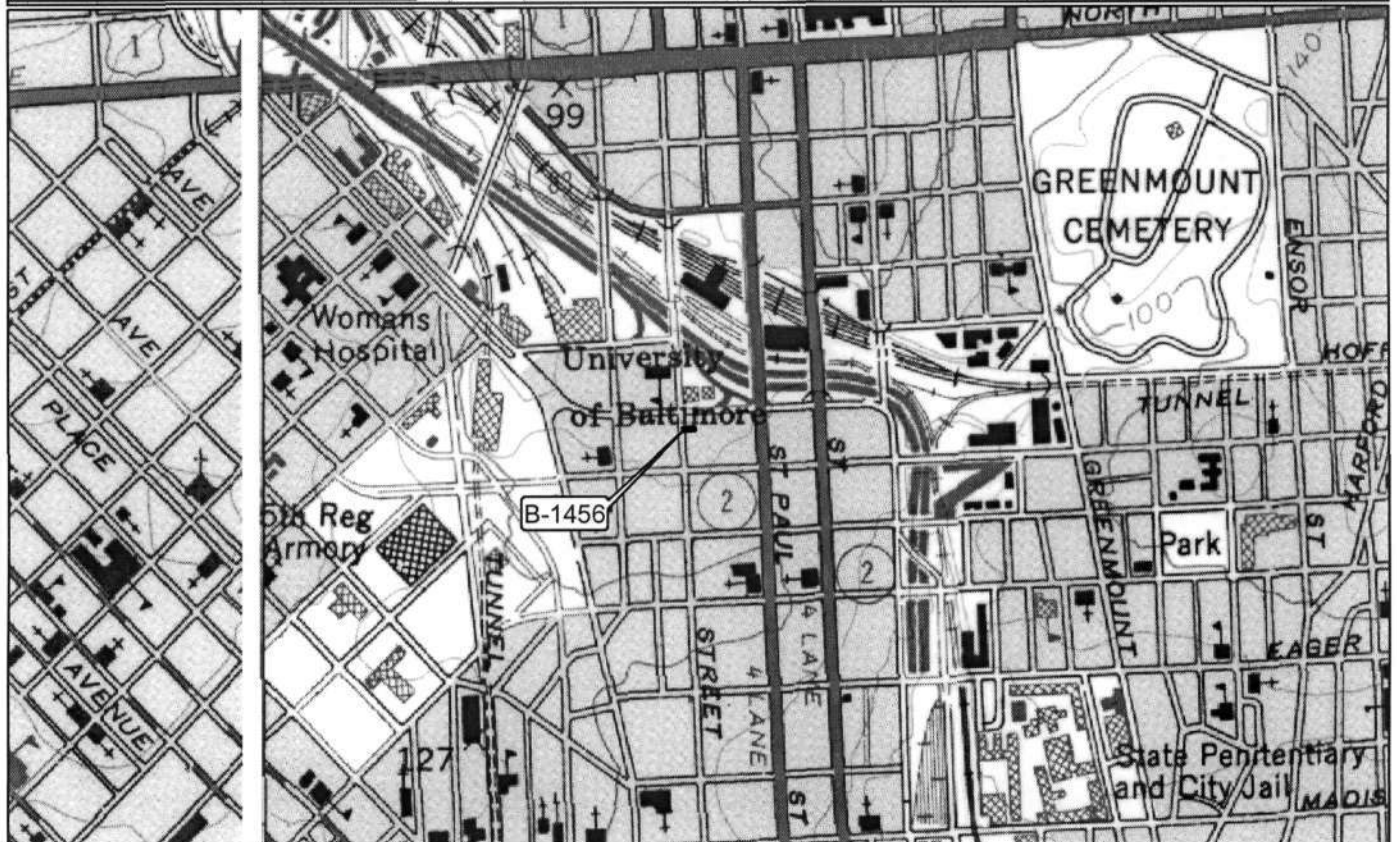 NORTH
1
1
E
99
140
AVE
GREENMOUNT
CEMETERY
ENSOR
ST
AVE
Womans
Hospital
University
of Baltimore
100
HOFF
TUNNEL
HARFORD
PLACE
ST PAUL
ST
GREENMOUNT
B-1456
2
5th Reg
Armory
TUNNEL
2
Park
ST
4 LANE
STREET
4 LANE
EAGER
AVENUE
127
ST
State Penitentiary
and City Jail
MADIS